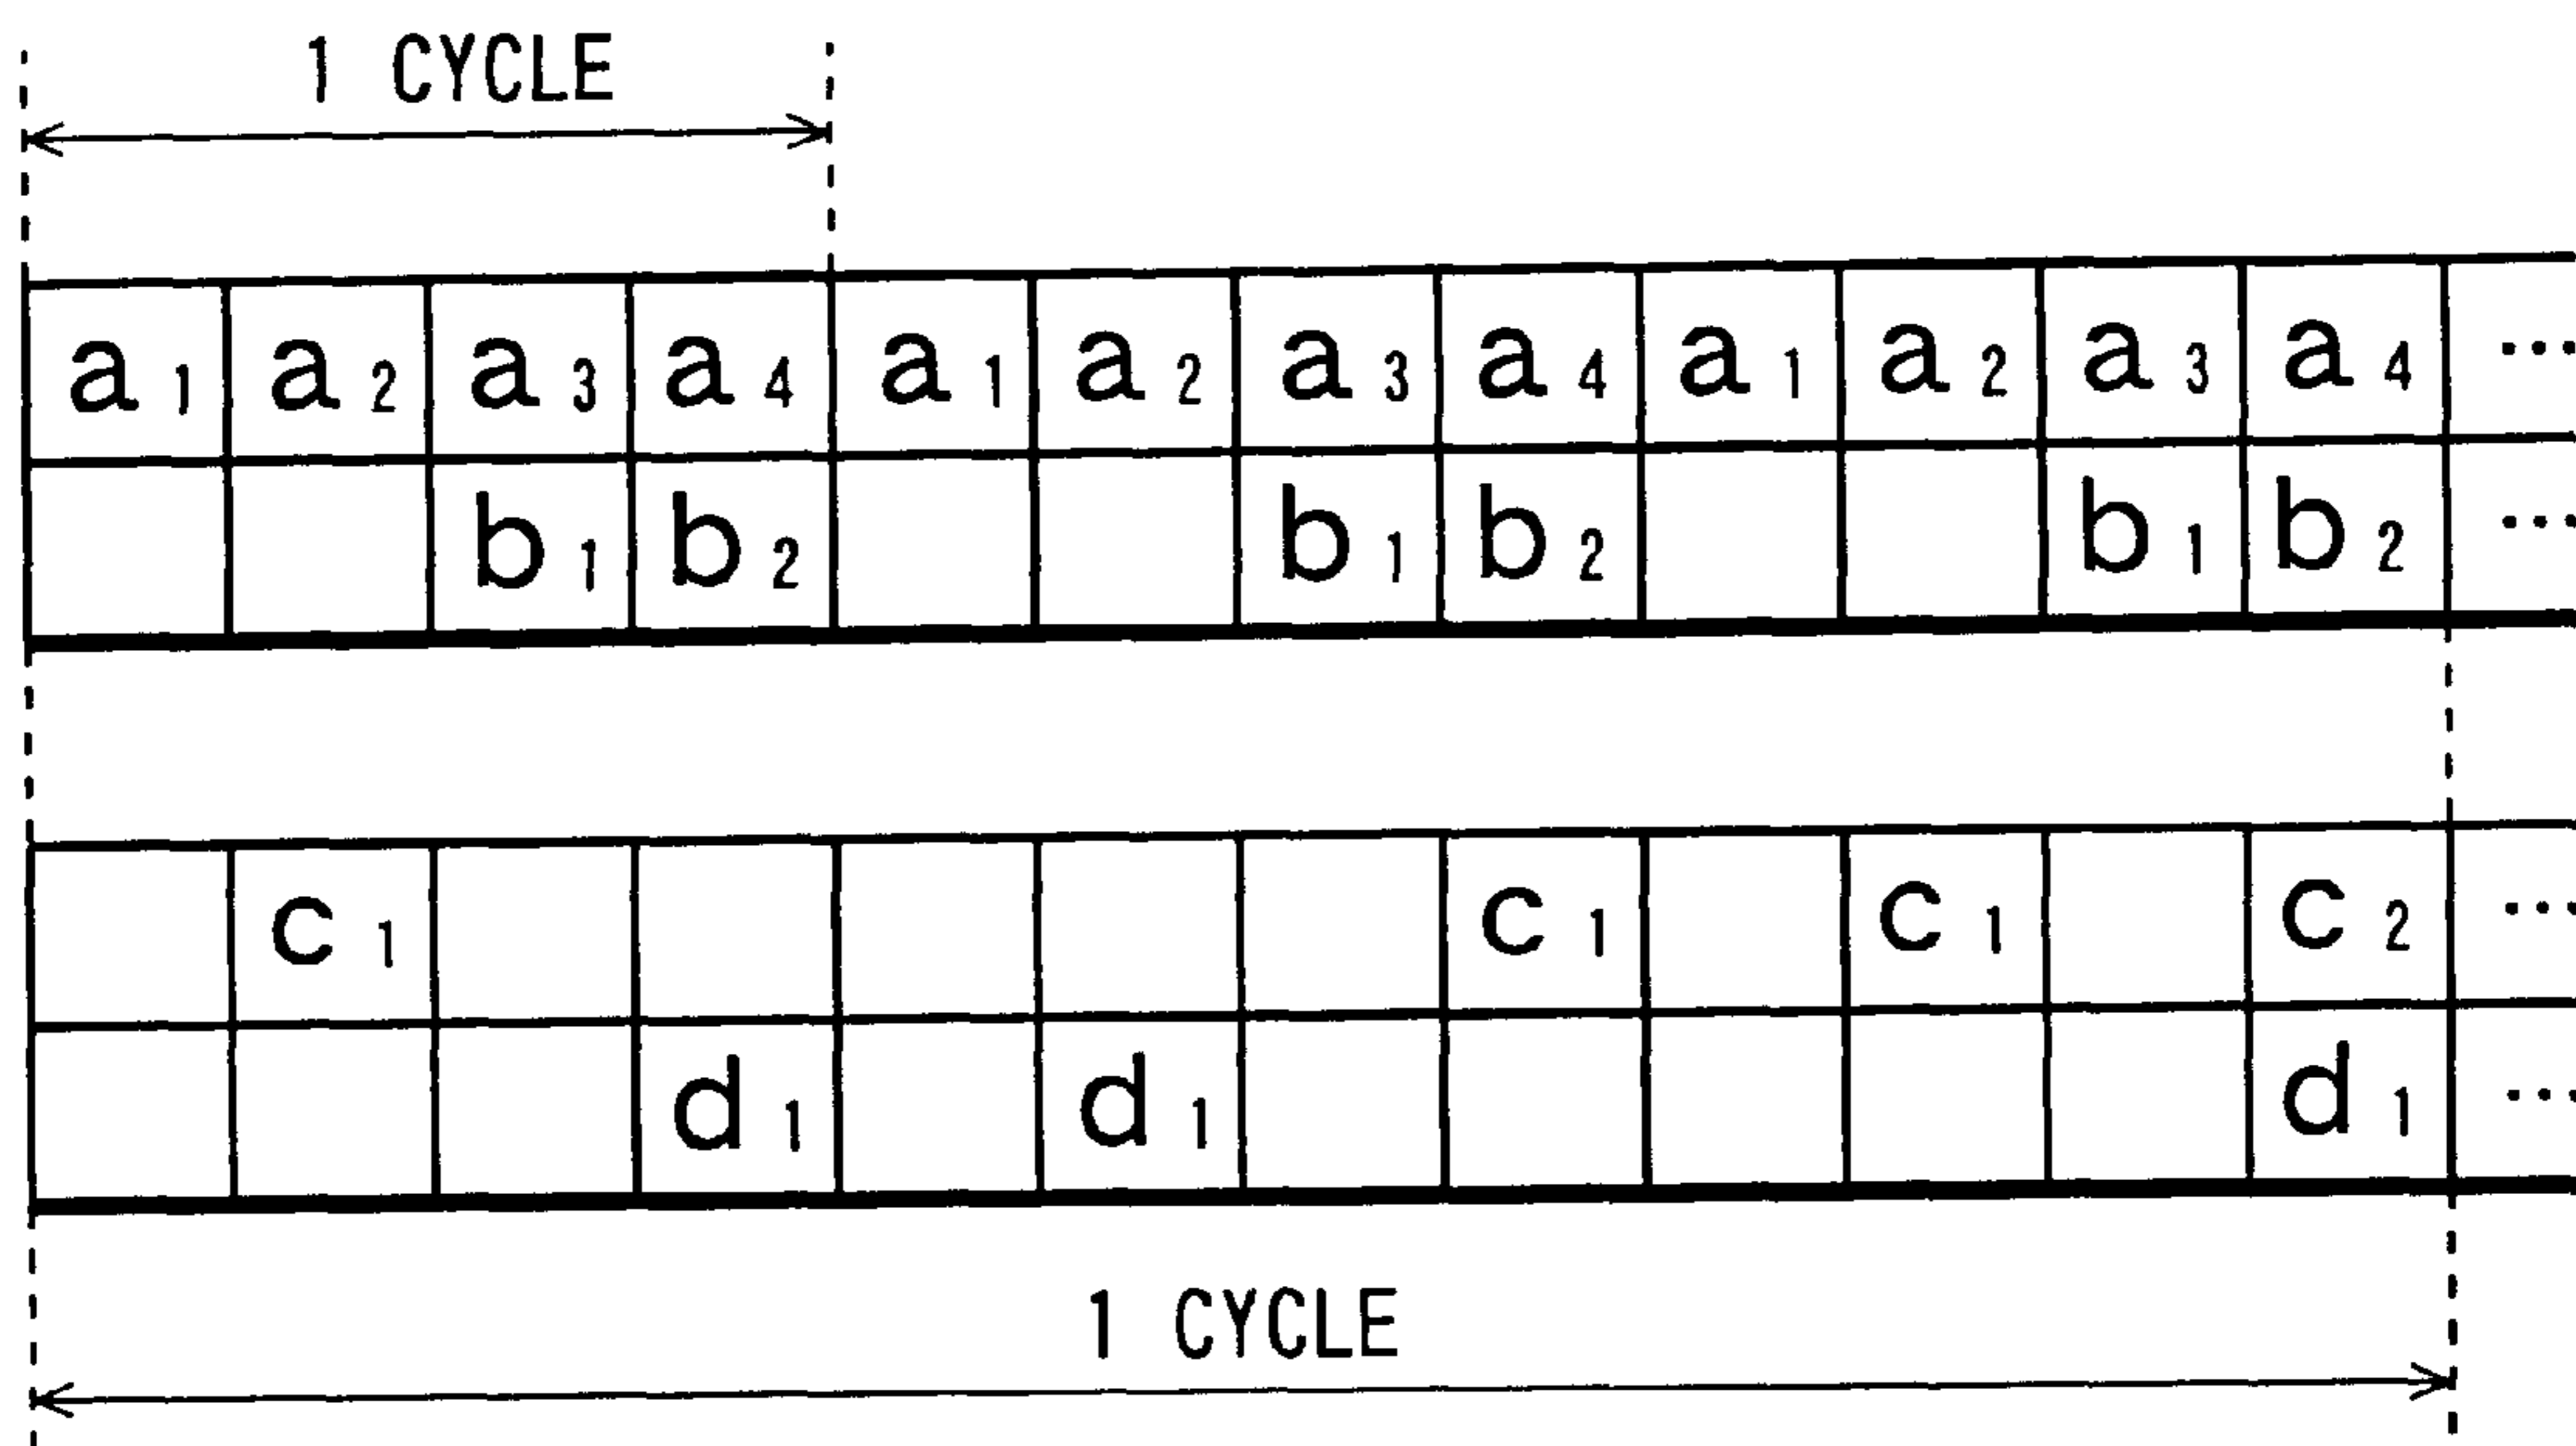 1 CYCLE
a1 a2 a3 a4 a1 a2 a3 a4 a1 a2 a3 a4 ...
b1 b2 b1 b2 b1 b2 ...
c1 c1 c1 c2 ...
d1 d1 d1 ...
1 CYCLE